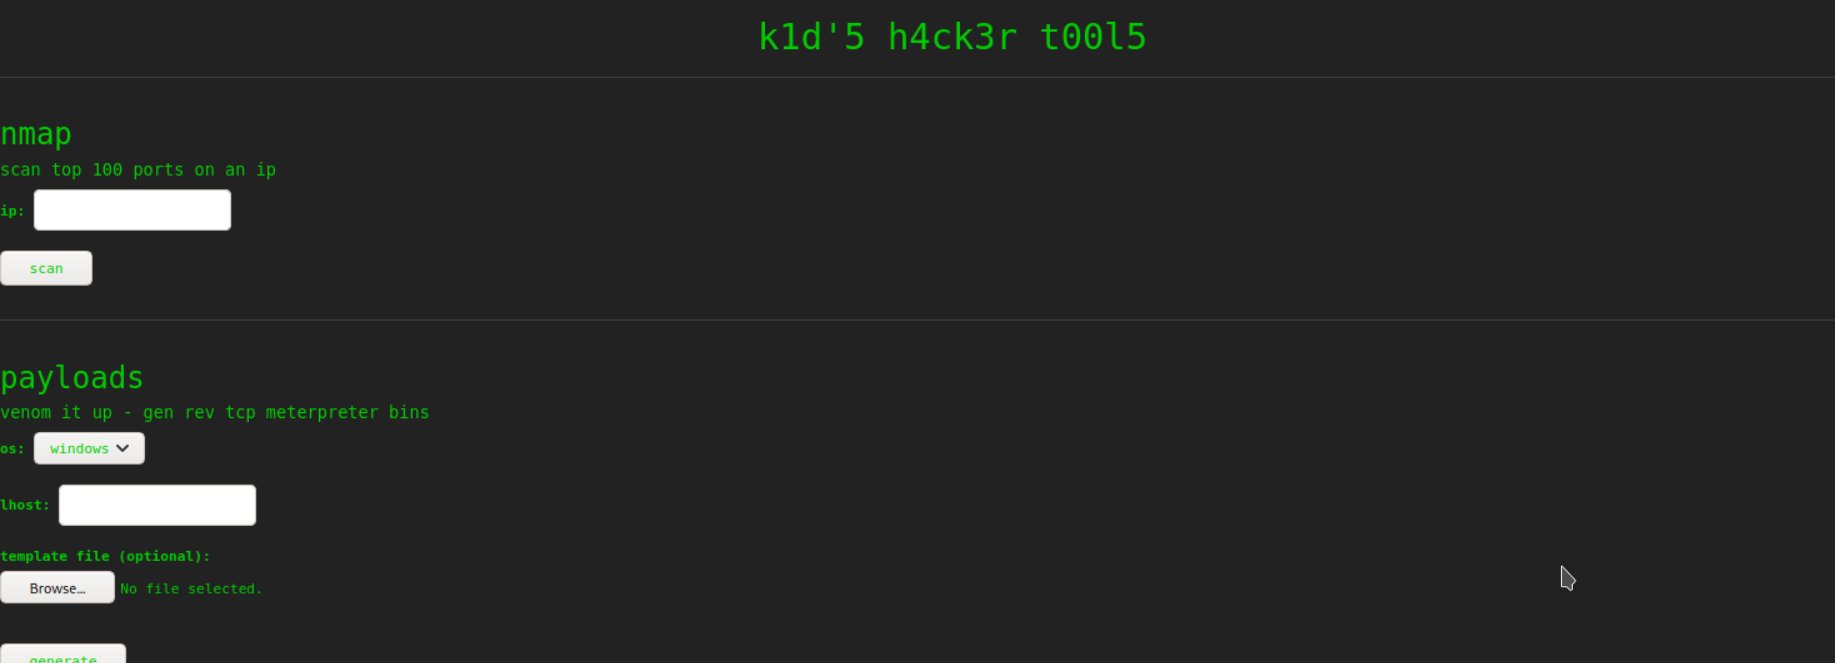 k1d'5 h4ck3r t00l5
nmap
scan top 100 ports on an ip
ip:
scan
payloads
venom it up - gen rev tcp meterpreter bins
os: windows
lhost:
template file (optional):
Browse... No file selected.
generate